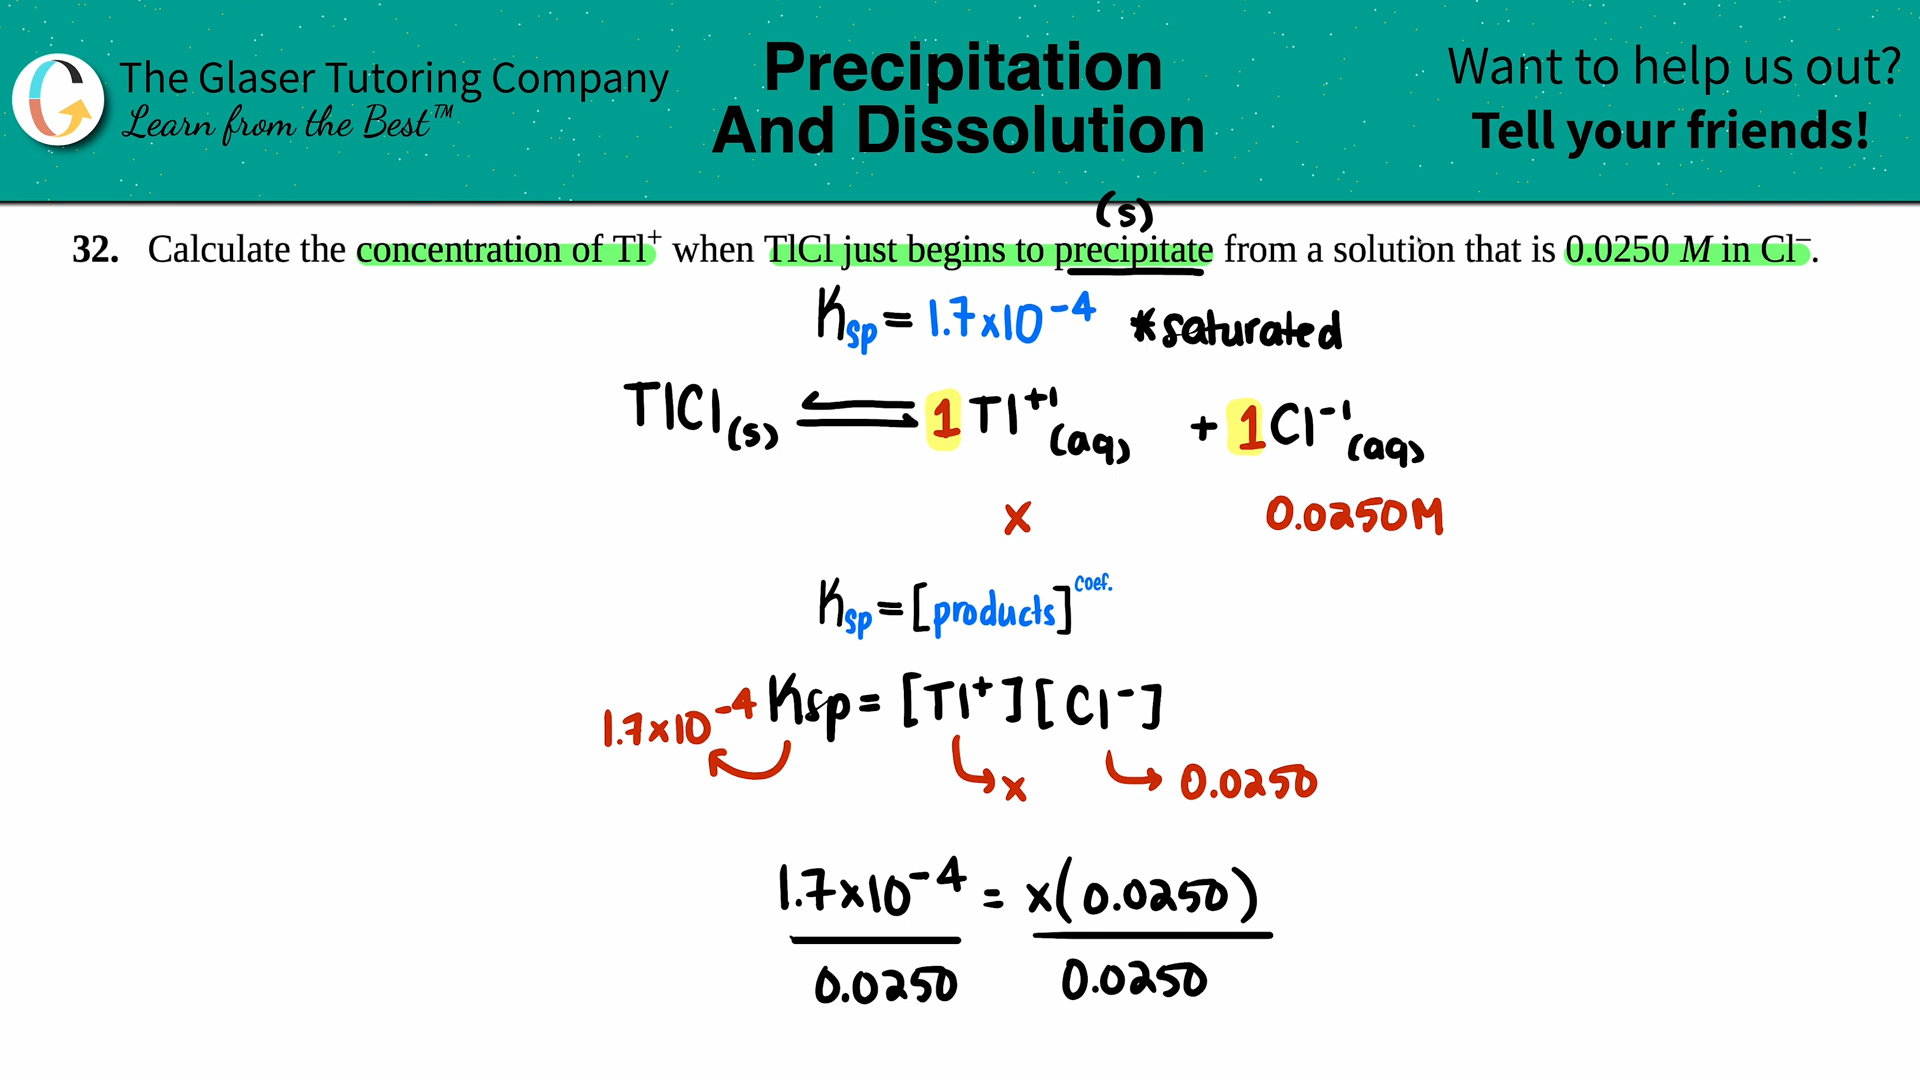 The Glaser Tutoring Company
Learn from the Best™
Precipitation
And Dissolution
Want to help us out?
Tell your friends!
(s)
32. Calculate the concentration of Tl⁺ when TlCl just begins to precipitate from a solution that is 0.0250 M in Cl⁻.
Ksp = 1.7x10⁻⁴ *saturated
TlCl(s) ⇌ 1 Tl⁺¹(aq) + 1 Cl⁻¹(aq)
x 0.0250M
Ksp = [products]^coef.
1.7x10⁻⁴ Ksp = [Tl⁺][Cl⁻]
x 0.0250
1.7x10⁻⁴ = x(0.0250)
0.0250 0.0250